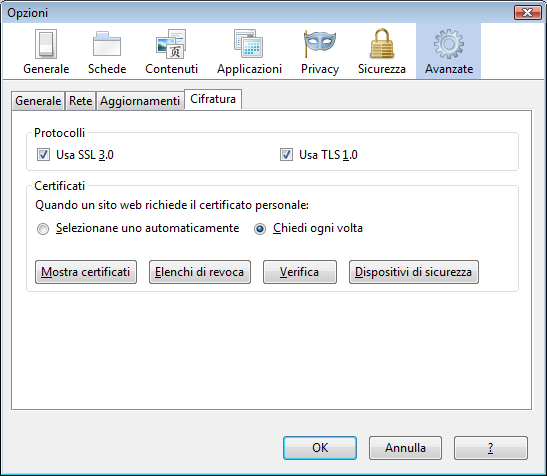 Opzioni
Generale Schede Contenuti Applicazioni Privacy Sicurezza Avanzate
Generale Rete Aggiornamenti Cifratura
Protocolli
Usa SSL 3.0 Usa TLS 1.0
Certificati
Quando un sito web richiede il certificato personale:
Selezionane uno automaticamente Chiedi ogni volta
Mostra certificati Elenchi di revoca Verifica Dispositivi di sicurezza
OK Annulla ?